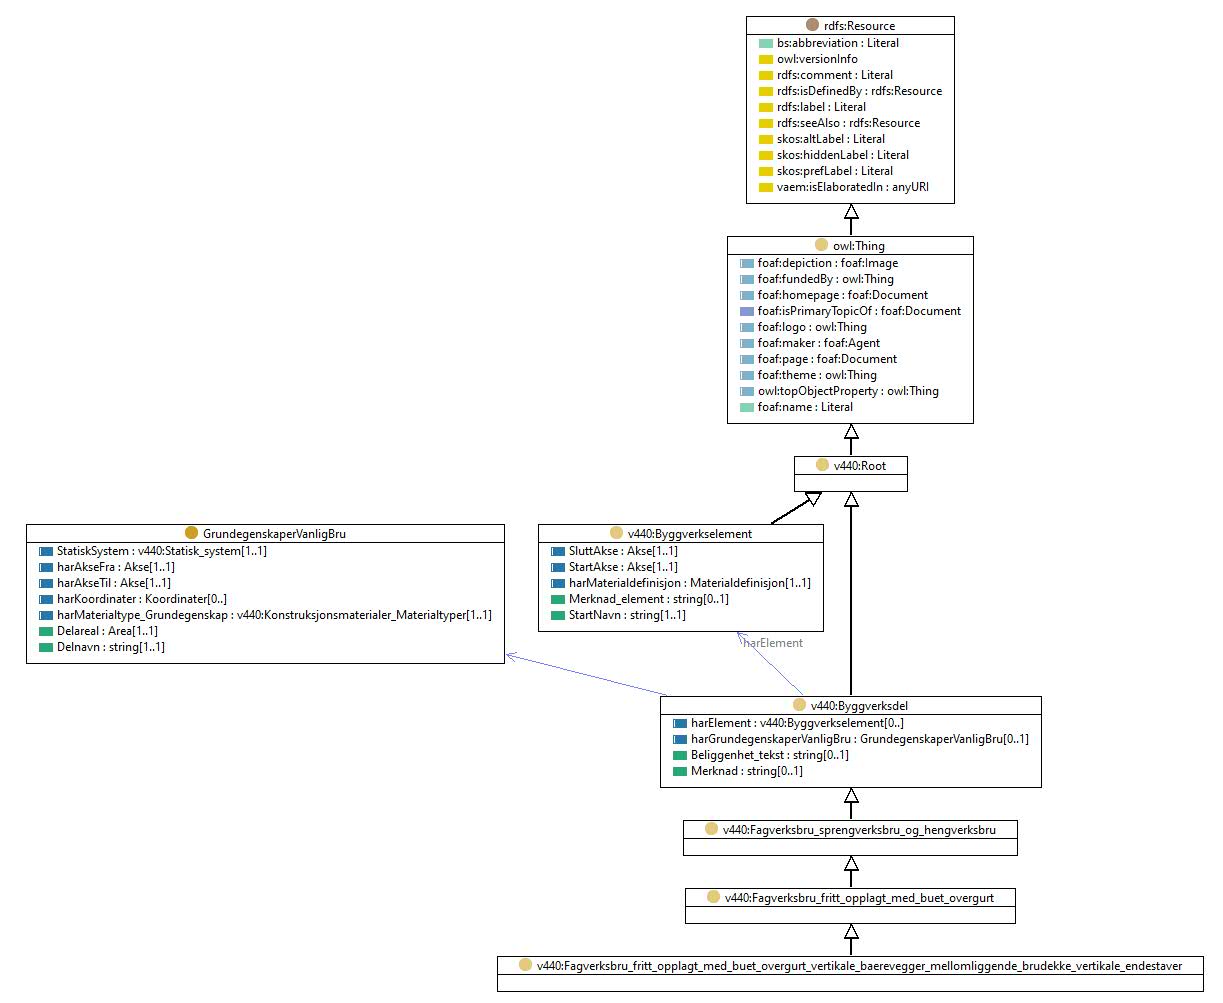 rdfs:Resource
bs:abbreviation : Literal
owl:versionInfo
rdfs:comment : Literal
rdfs:isDefinedBy : rdfs:Resource
rdfs:label : Literal
rdfs:seeAlso : rdfs:Resource
skos:altLabel : Literal
skos:hiddenLabel : Literal
skos:prefLabel : Literal
vaem:isElaboratedIn : anyURI
owl:Thing
foaf:depiction : foaf:Image
foaf:fundedBy : owl:Thing
foaf:homepage : foaf:Document
foaf:isPrimaryTopicOf : foaf:Document
foaf:logo : owl:Thing
foaf:maker : foaf:Agent
foaf:page : foaf:Document
foaf:theme : owl:Thing
owl:topObjectProperty : owl:Thing
foaf:name : Literal
v440:Root
GrundegenskaperVanligBru
StatiskSystem : v440:Statisk_system[1..1]
harAkseFra : Akse[1..1]
harAkseTil : Akse[1..1]
harKoordinater : Koordinater[0..]
harMaterialtype_Grundegenskap : v440:Konstruksjonsmaterialer_Materialtyper[1..1]
Delareal : Area[1..1]
Delnavn : string[1..1]
v440:Byggverkselement
SluttAkse : Akse[1..1]
StartAkse : Akse[1..1]
harMaterialdefinisjon : Materialdefinisjon[1..1]
Merknad_element : string[0..1]
StartNavn : string[1..1]
harElement
v440:Byggverksdel
harElement : v440:Byggverkselement[0..]
harGrundegenskaperVanligBru : GrundegenskaperVanligBru[0..1]
Beliggenhet_tekst : string[0..1]
Merknad : string[0..1]
v440:Fagverksbru_sprengverksbru_og_hengverksbru
v440:Fagverksbru_fritt_opplagt_med_buet_overgurt
v440:Fagverksbru_fritt_opplagt_med_buet_overgurt_vertikale_baerevegger_mellomliggende_brudekke_vertikale_endestaver